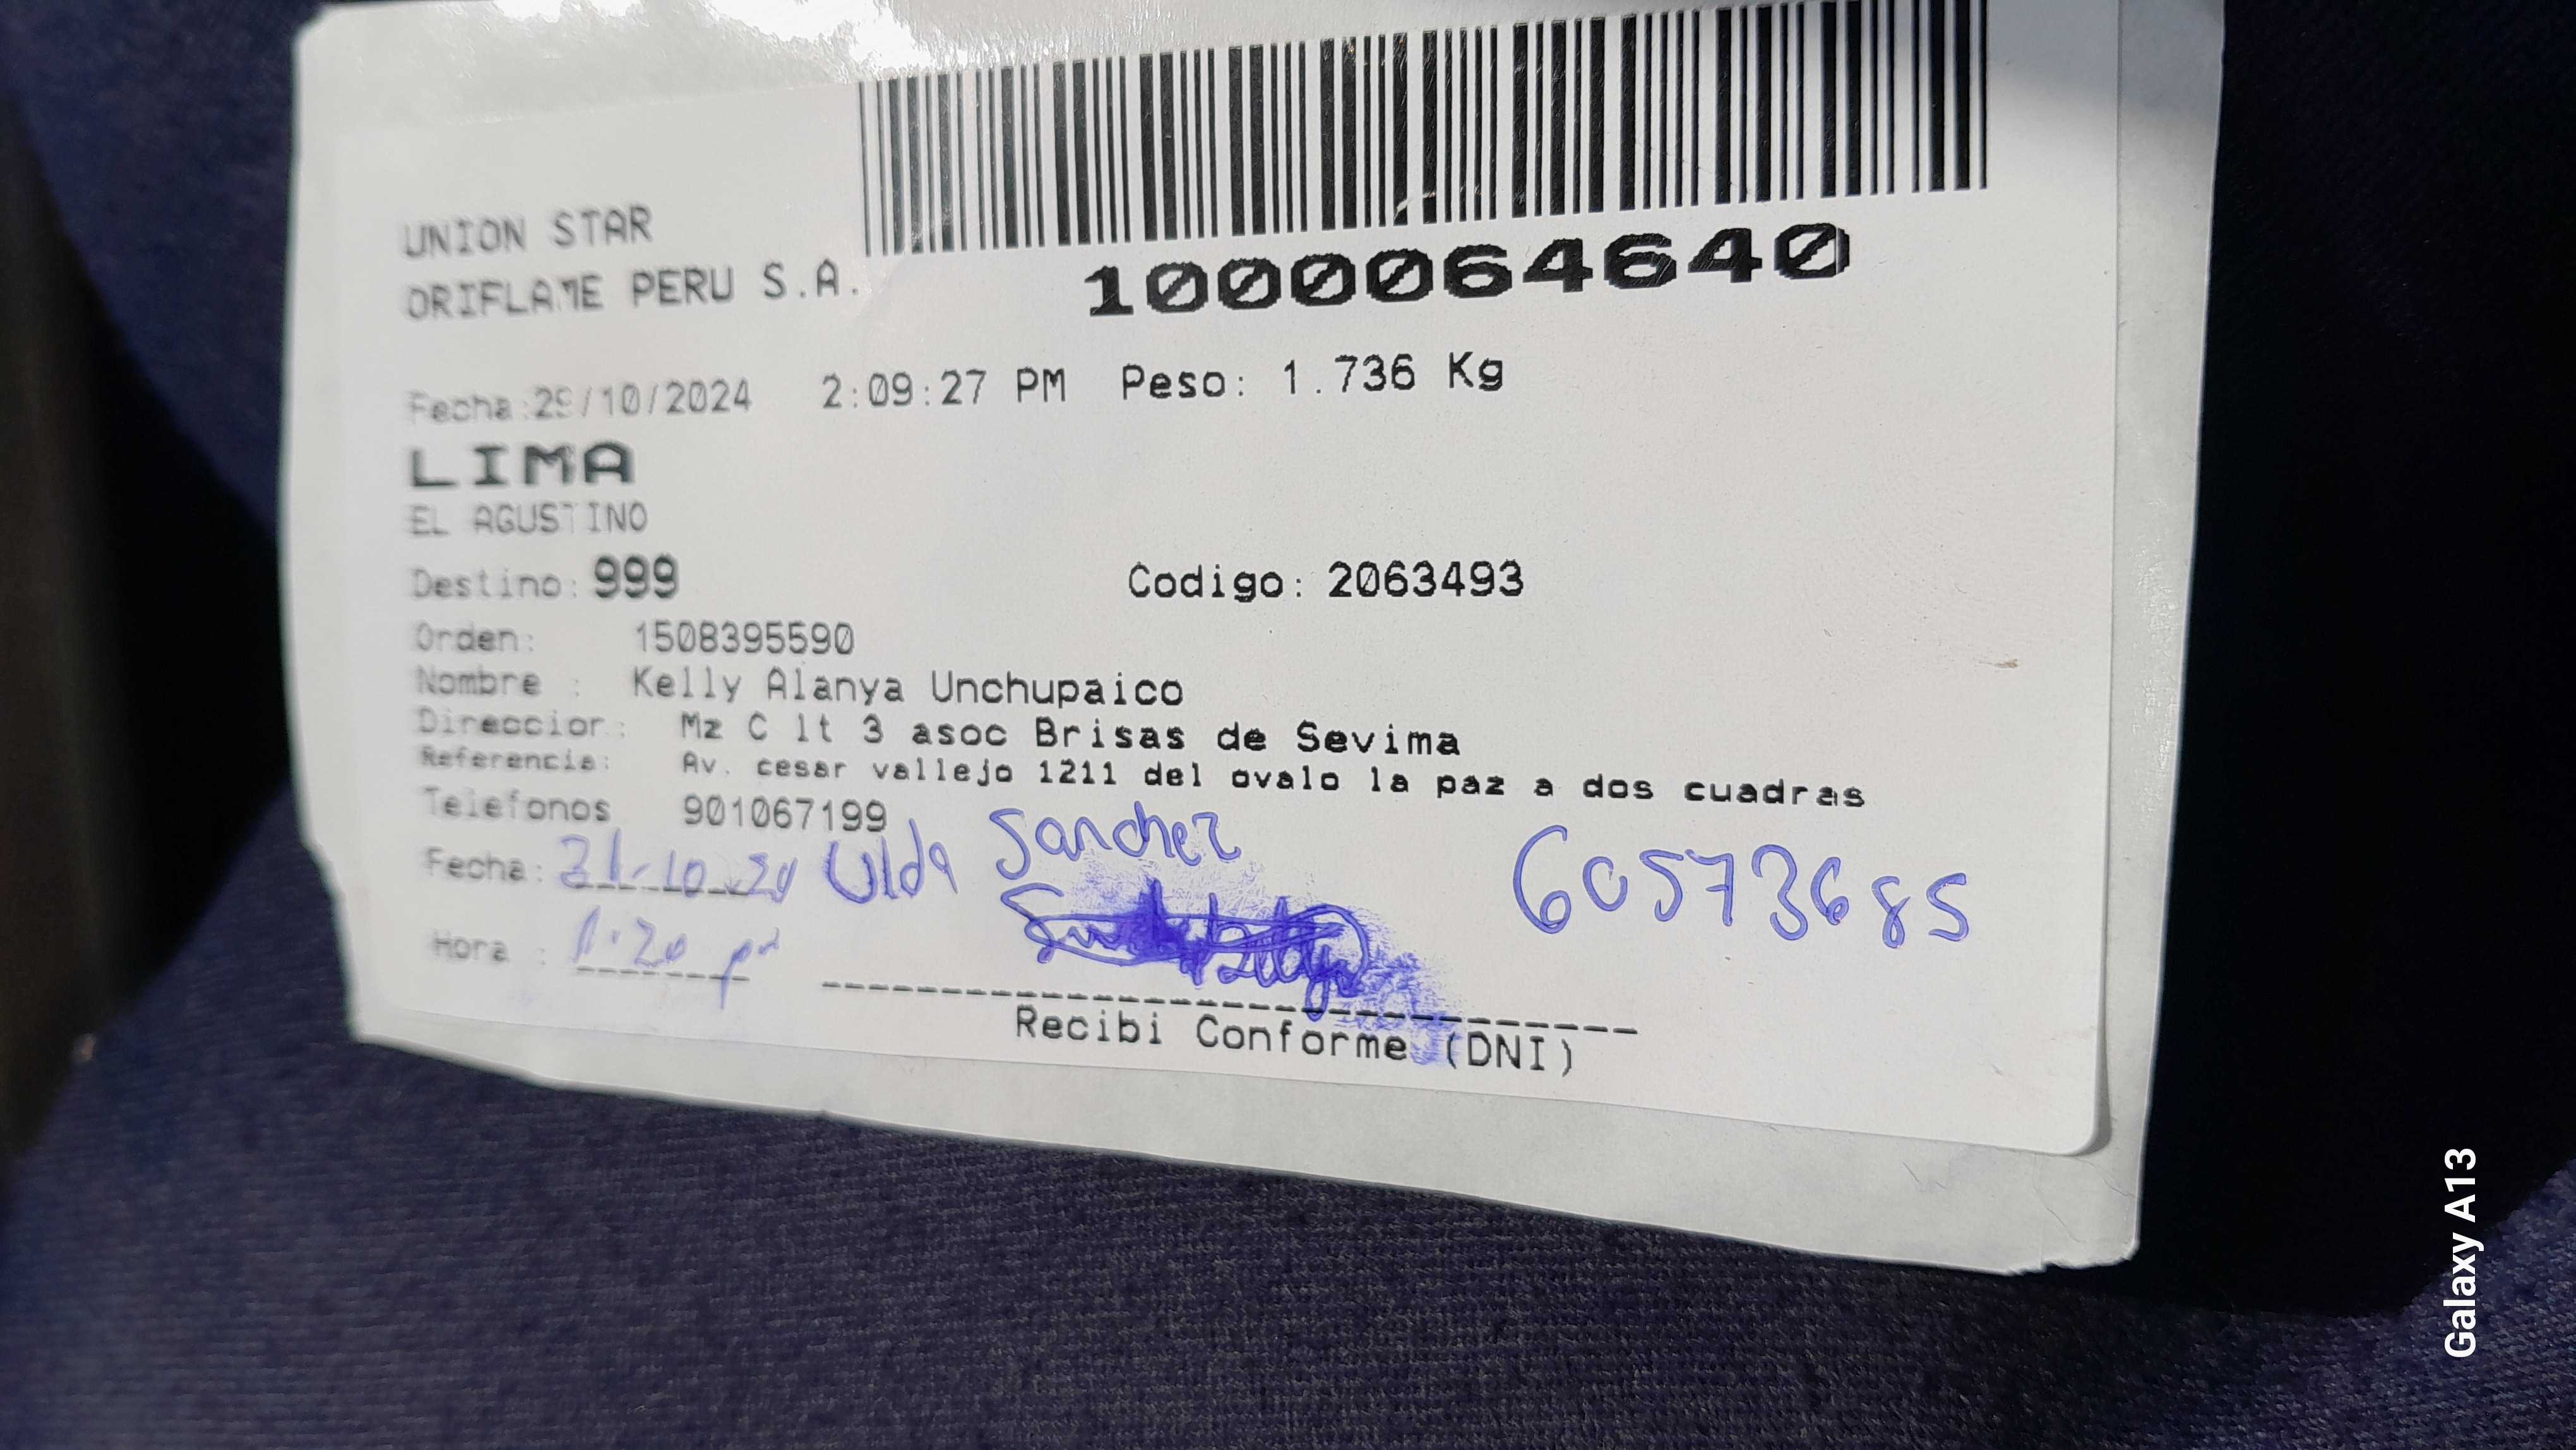 UNION STAR
ORIFLAME PERU S.A.
1000064640
Fecha:29/10/2024 2:09:27 PM Peso: 1.736 Kg
LIMA
EL AGUSTINO
Destino: 999 Codigo: 2063493
Orden: 1508395590
Nombre : Kelly Alanya Unchupaico
Direccion: Mz C lt 3 asoc Brisas de Sevima
Referencia: Av. cesar vallejo 1211 del ovalo la paz a dos cuadras
Telefonos 901067199
Fecha: 31-10 Sanchez 60573685
Hora : 1:20 pm
Recibi Conforme (DNI)
Galaxy A13